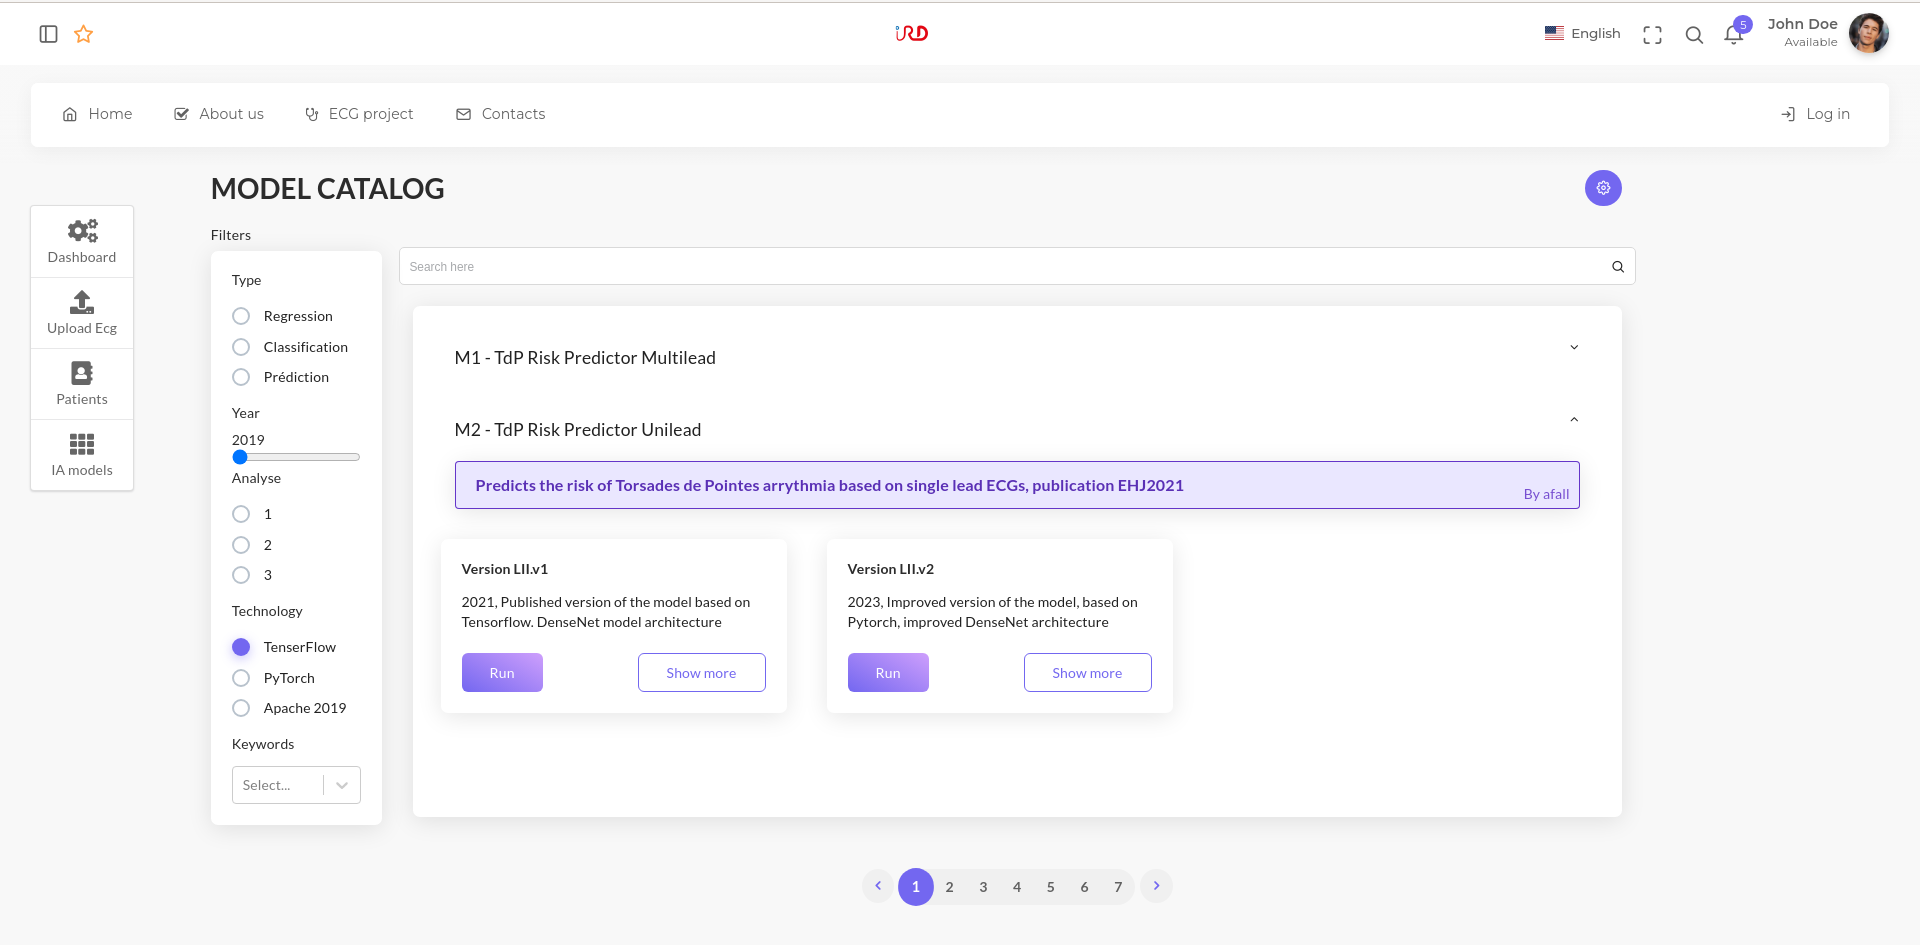 iRD
English
5
John Doe
Available
Home
About us
ECG project
Contacts
Log in
MODEL CATALOG
Dashboard
Upload Ecg
Patients
IA models
Filters
Type
Regression
Classification
Prédiction
Year
2019
Analyse
1
2
3
Technology
TenserFlow
PyTorch
Apache 2019
Keywords
Select...
Search here
M1 - TdP Risk Predictor Multilead
M2 - TdP Risk Predictor Unilead
Predicts the risk of Torsades de Pointes arrythmia based on single lead ECGs, publication EHJ2021
By afall
Version LII.v1
2021, Published version of the model based on
Tensorflow. DenseNet model architecture
Run
Show more
Version LII.v2
2023, Improved version of the model, based on
Pytorch, improved DenseNet architecture
Run
Show more
1 2 3 4 5 6 7